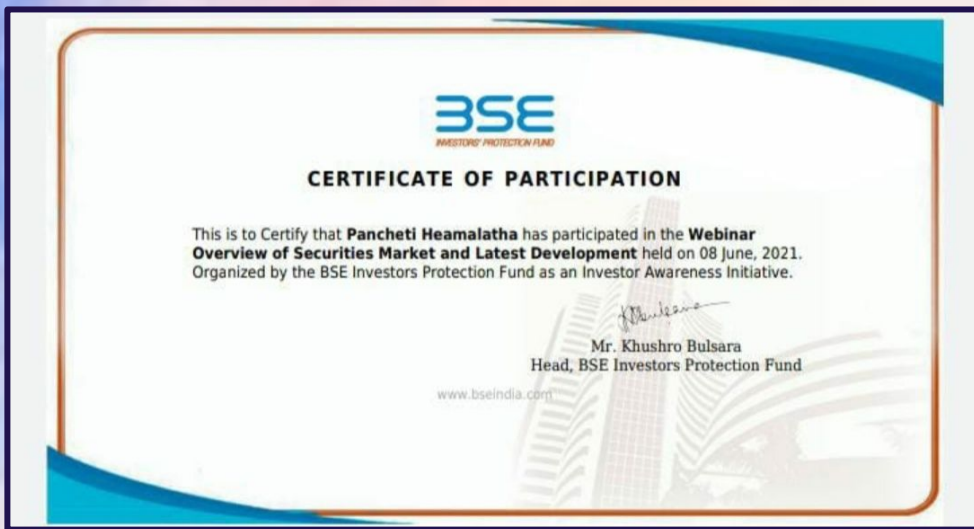 BSE
INVESTORS' PROTECTION FUND
CERTIFICATE OF PARTICIPATION
This is to Certify that Pancheti Heamalatha has participated in the Webinar
Overview of Securities Market and Latest Development held on 08 June, 2021.
Organized by the BSE Investors Protection Fund as an Investor Awareness Initiative.
Mr. Khushro Bulsara
Head, BSE Investors Protection Fund
www.bseindia.com